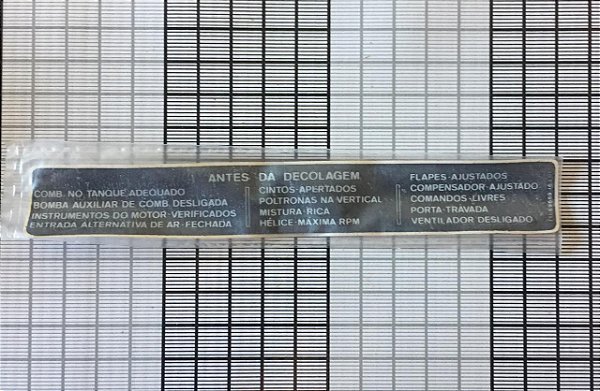 ANTES DA DECOLAGEM
COMB. NO TANQUE ADEQUADO
BOMBA AUXILIAR DE COMB. DESLIGADA
INSTRUMENTOS DO MOTOR-VERIFICADOS
ENTRADA ALTERNATIVA DE AR-FECHADA
CINTOS-APERTADOS
POLTRONAS NA VERTICAL
MISTURA-RICA
HÉLICE-MÁXIMA RPM
FLAPES-AJUSTADOS
COMPENSADOR-AJUSTADO
COMANDOS-LIVRES
PORTA-TRAVADA
VENTILADOR DESLIGADO